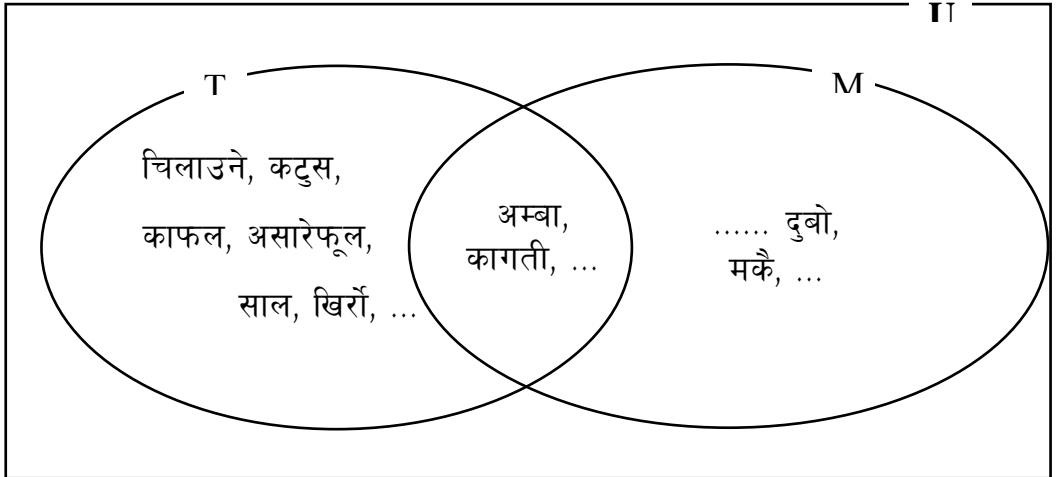 U
T
M
चिलाउने, कटुस,
काफल, असारेफूल,
साल, खिर्रो, ...
अम्बा,
कागती, ...
...... दुबो,
मकै, ...